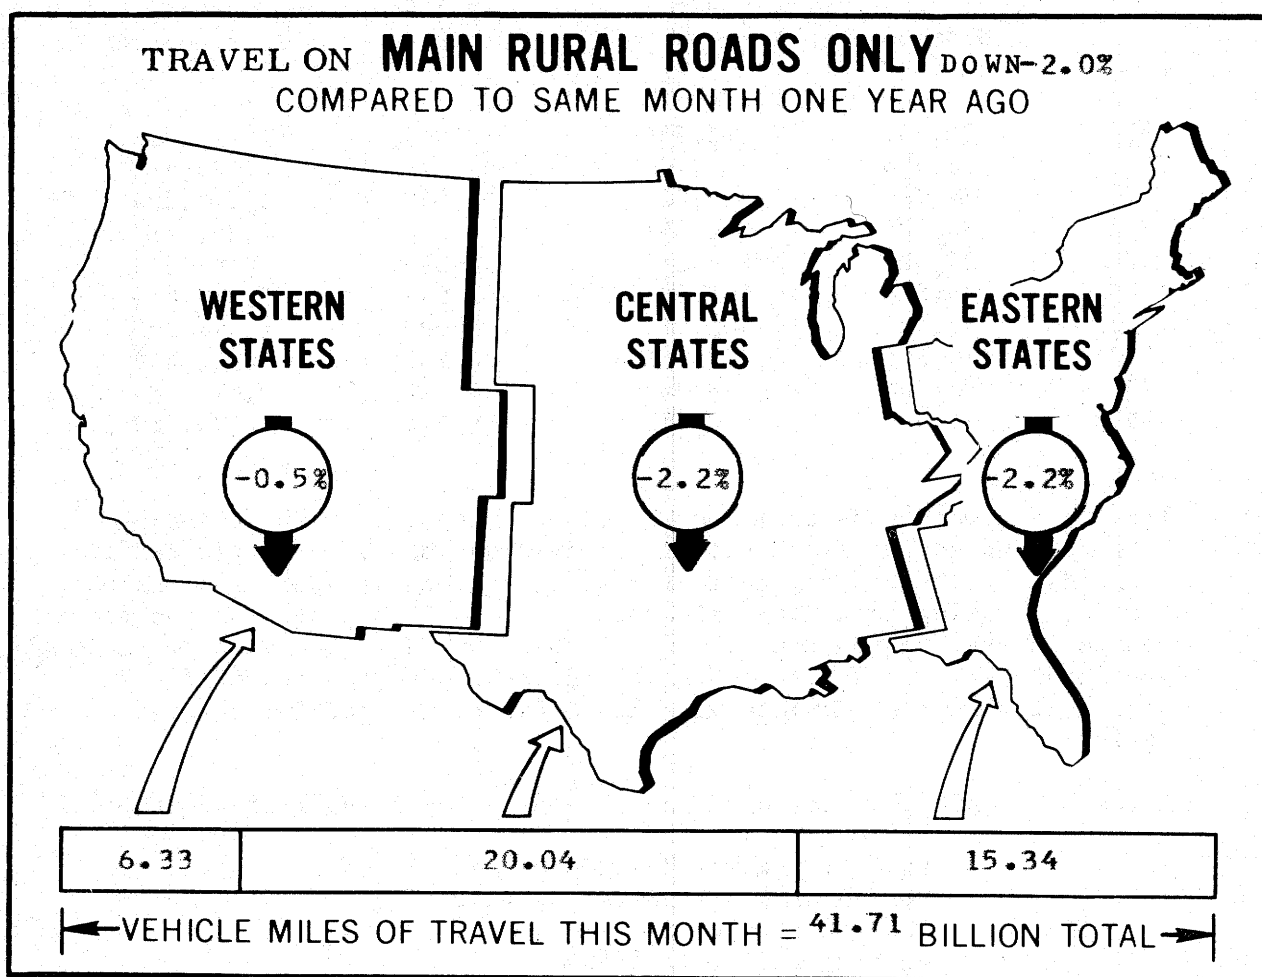 TRAVEL ON MAIN RURAL ROADS ONLY DOWN-2.0%
COMPARED TO SAME MONTH ONE YEAR AGO
WESTERN
STATES
CENTRAL
STATES
EASTERN
STATES
-0.5%
-2.2%
-2.2%
6.33
20.04
15.34
VEHICLE MILES OF TRAVEL THIS MONTH = 41.71 BILLION TOTAL